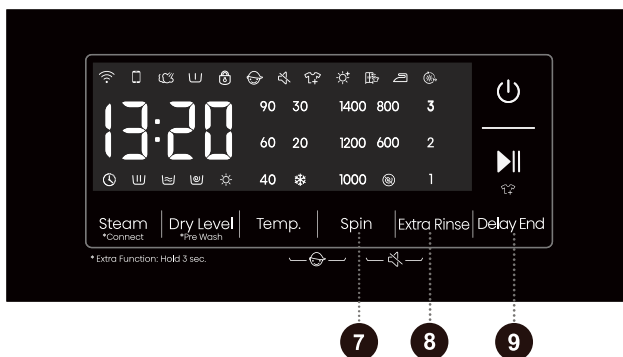 90 30 1400 800 3
13:20
60 20 1200 600 2
40 1000 1
Steam Dry Level Temp. Spin Extra Rinse Delay End
*Connect *Pre Wash
* Extra Function: Hold 3 sec.
7 8 9